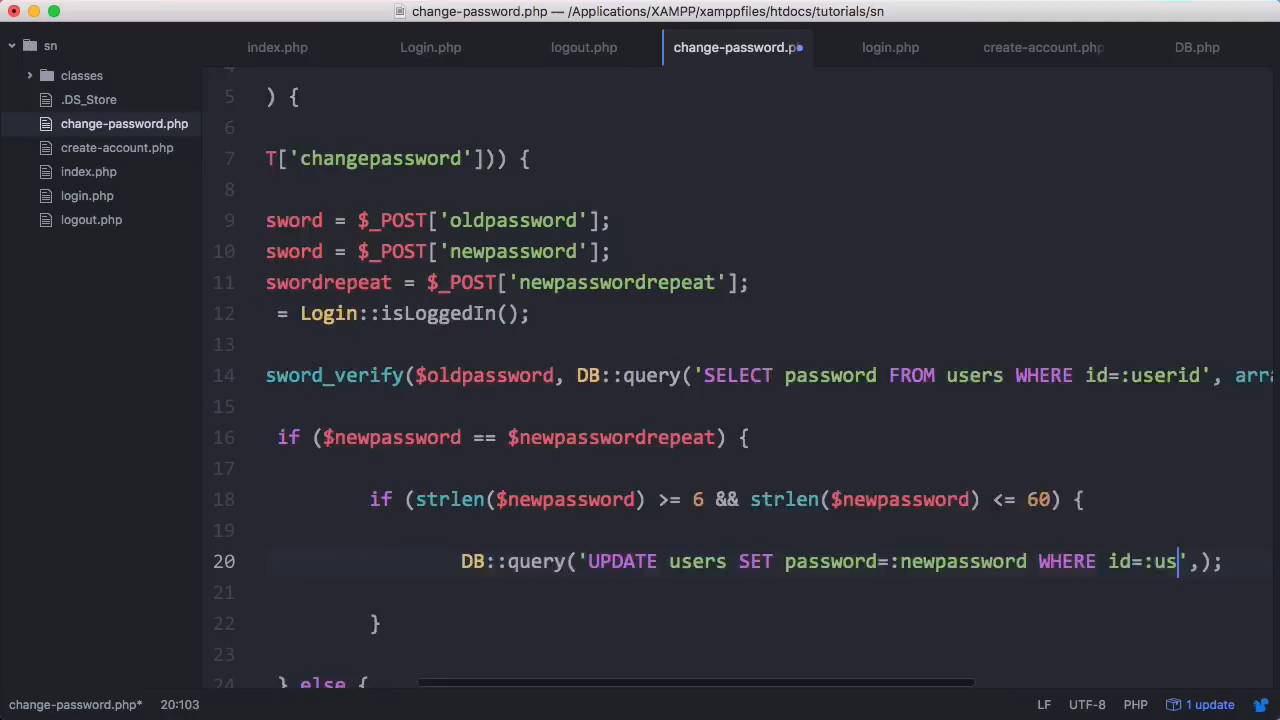 change-password.php — /Applications/XAMPP/xamppfiles/htdocs/tutorials/sn
sn
classes
.DS_Store
change-password.php
create-account.php
index.php
login.php
logout.php
index.php
Login.php
logout.php
change-password.p
login.php
create-account.php
DB.php
5 ) {
6
7 T['changepassword'])) {
8
9 sword = $_POST['oldpassword'];
10 sword = $_POST['newpassword'];
11 swordrepeat = $_POST['newpasswordrepeat'];
12 = Login::isLoggedIn();
13
14 sword_verify($oldpassword, DB::query('SELECT password FROM users WHERE id=:userid', arra
15
16 if ($newpassword == $newpasswordrepeat) {
17
18 if (strlen($newpassword) >= 6 && strlen($newpassword) <= 60) {
19
20 DB::query('UPDATE users SET password=:newpassword WHERE id=:us',);
21
22 }
23
24 } else {
change-password.php* 20:103
LF UTF-8 PHP 1 update